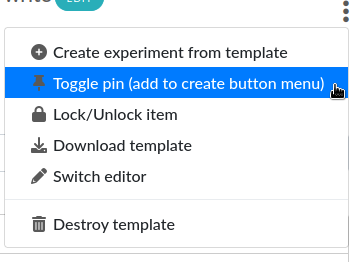 EDIT
Create experiment from template
Toggle pin (add to create button menu)
Lock/Unlock item
Download template
Switch editor
Destroy template